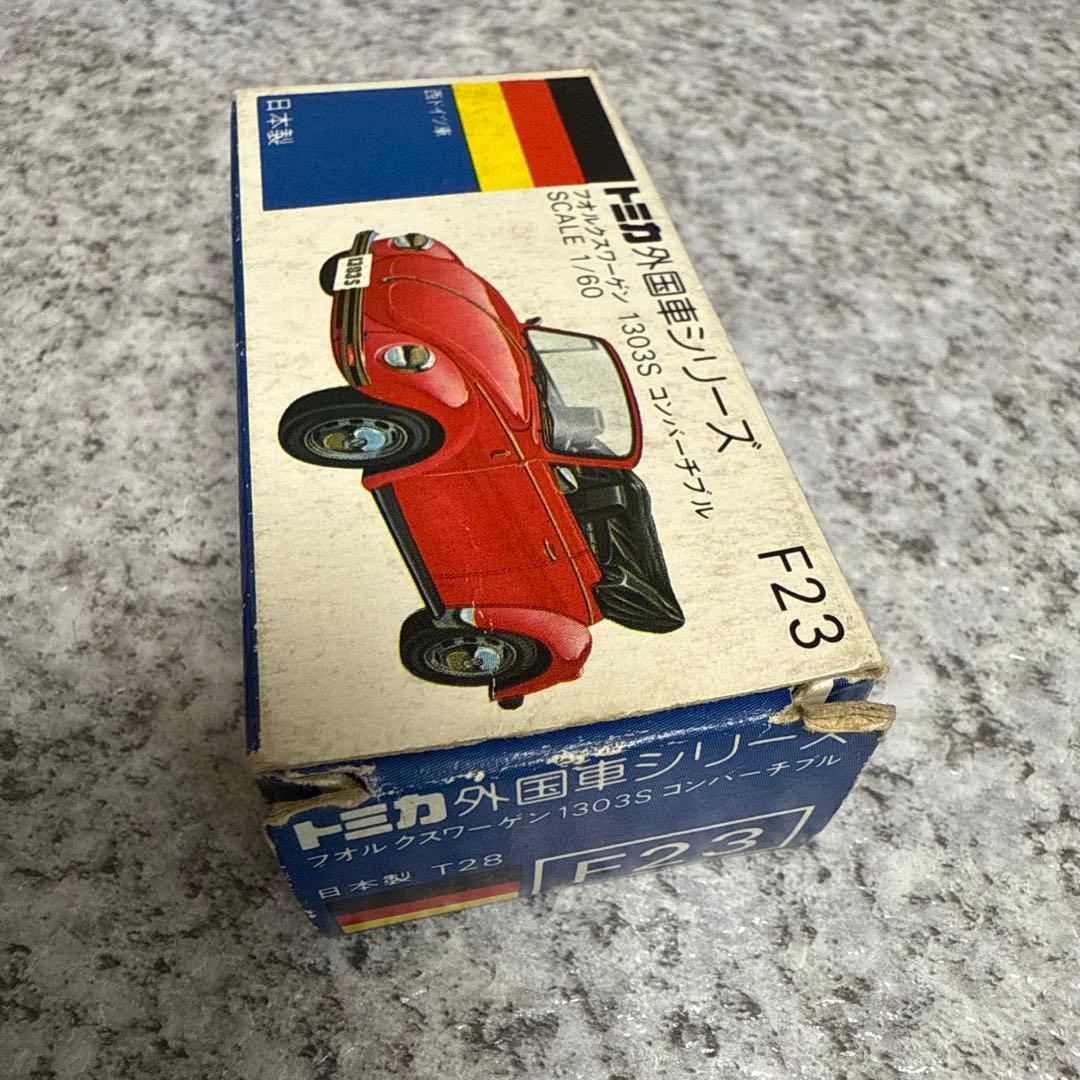 トミカ外国車シリーズ
フォルクスワーゲン 1303S コンバーチブル
SCALE 1/60
F23
西ドイツ車
日本製
1303S
トミカ外国車シリーズ
フォルクスワーゲン1303S コンバーチブル
日本製 T28
F23